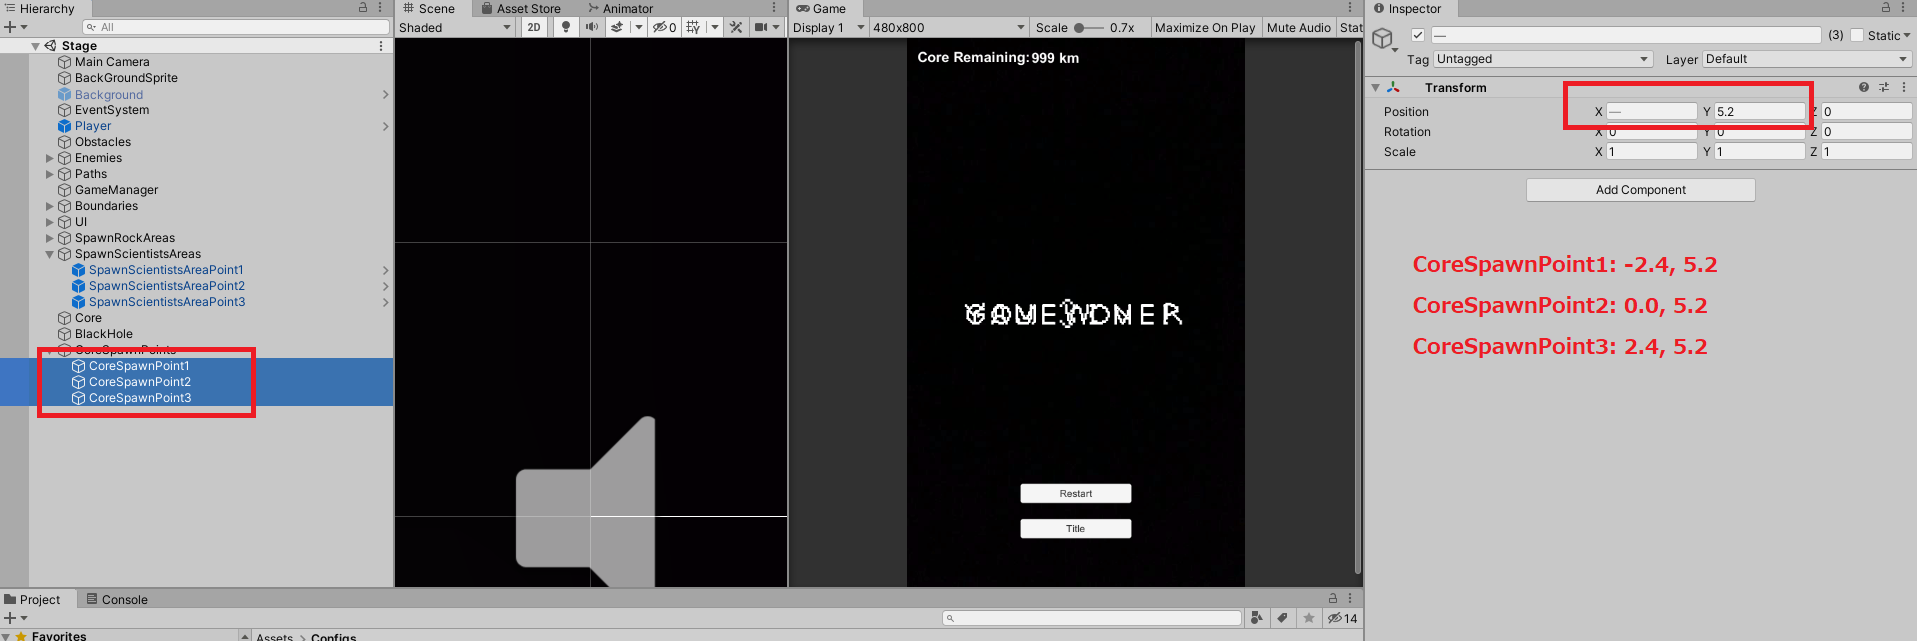 Hierarchy
All
Stage
Main Camera
BackGroundSprite
Background
EventSystem
Player
Obstacles
Enemies
Paths
GameManager
Boundaries
UI
SpawnRockAreas
SpawnScientistsAreas
SpawnScientistsAreaPoint1
SpawnScientistsAreaPoint2
SpawnScientistsAreaPoint3
Core
BlackHole
CoreSpawnPoints
CoreSpawnPoint1
CoreSpawnPoint2
CoreSpawnPoint3
Scene Asset Store Animator
Shaded 2D 0
Game
Display 1 480x800 Scale 0.7x Maximize On Play Mute Audio Stat
Core Remaining: 999 km
Restart
Title
Inspector
— (3) Static
Tag Untagged Layer Default
Transform
Position X — Y 5.2 Z 0
Rotation X 0 Y 0 Z 0
Scale X 1 Y 1 Z 1
Add Component
CoreSpawnPoint1: -2.4, 5.2
CoreSpawnPoint2: 0.0, 5.2
CoreSpawnPoint3: 2.4, 5.2
Project Console
14
Favorites
Assets > Configs